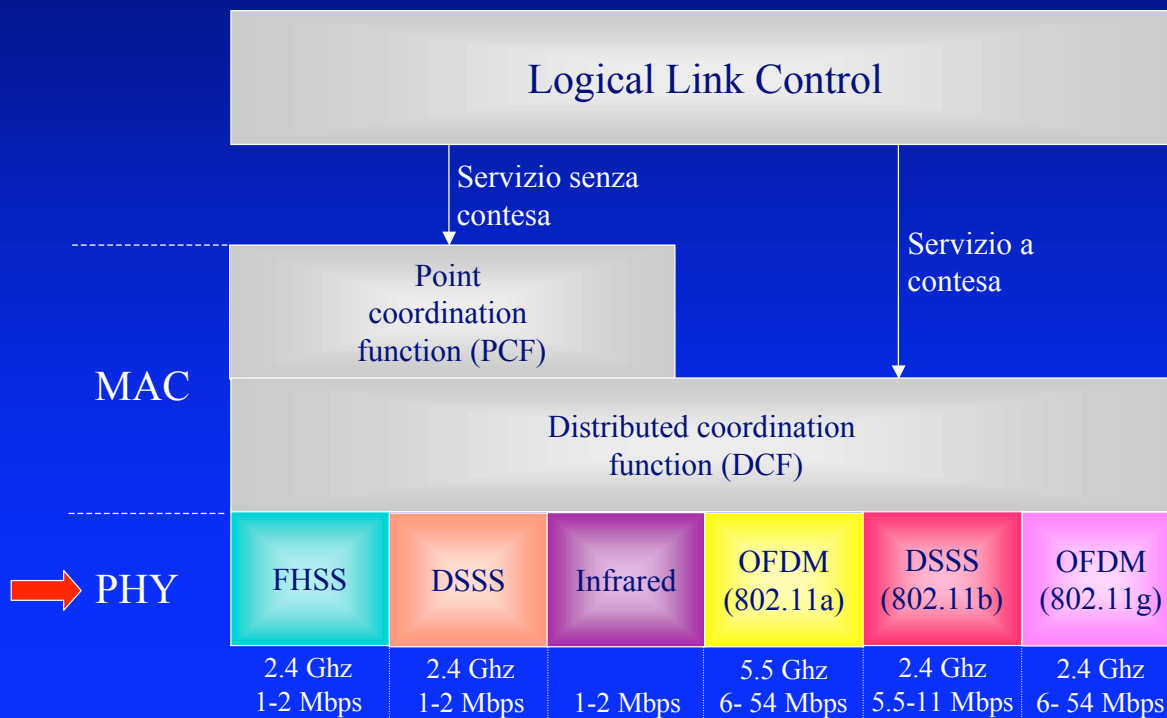 Logical Link Control
Servizio senza
contesa
Servizio a
contesa
Point
coordination
function (PCF)
MAC
Distributed coordination
function (DCF)
PHY
FHSS
DSSS
Infrared
OFDM
(802.11a)
DSSS
(802.11b)
OFDM
(802.11g)
2.4 Ghz
1-2 Mbps
2.4 Ghz
1-2 Mbps
1-2 Mbps
5.5 Ghz
6- 54 Mbps
2.4 Ghz
5.5-11 Mbps
2.4 Ghz
6- 54 Mbps